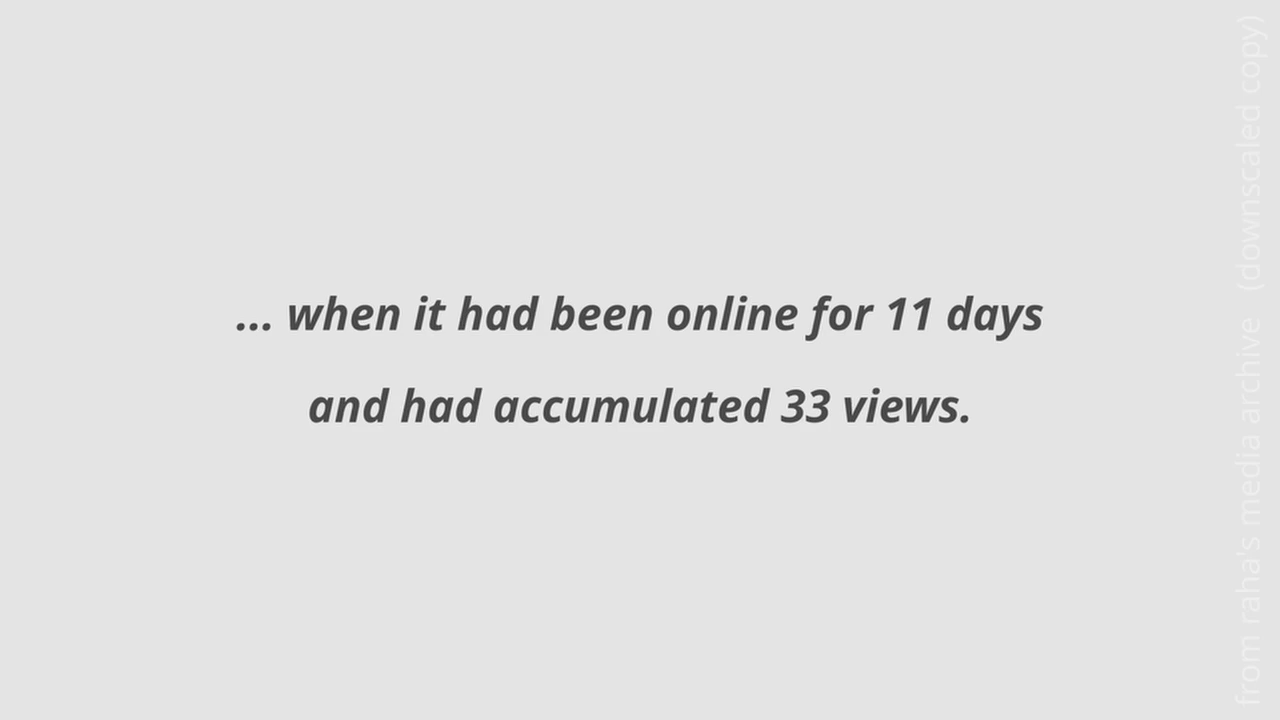 ... when it had been online for 11 days
and had accumulated 33 views.
from raha's media archive (downscaled copy)